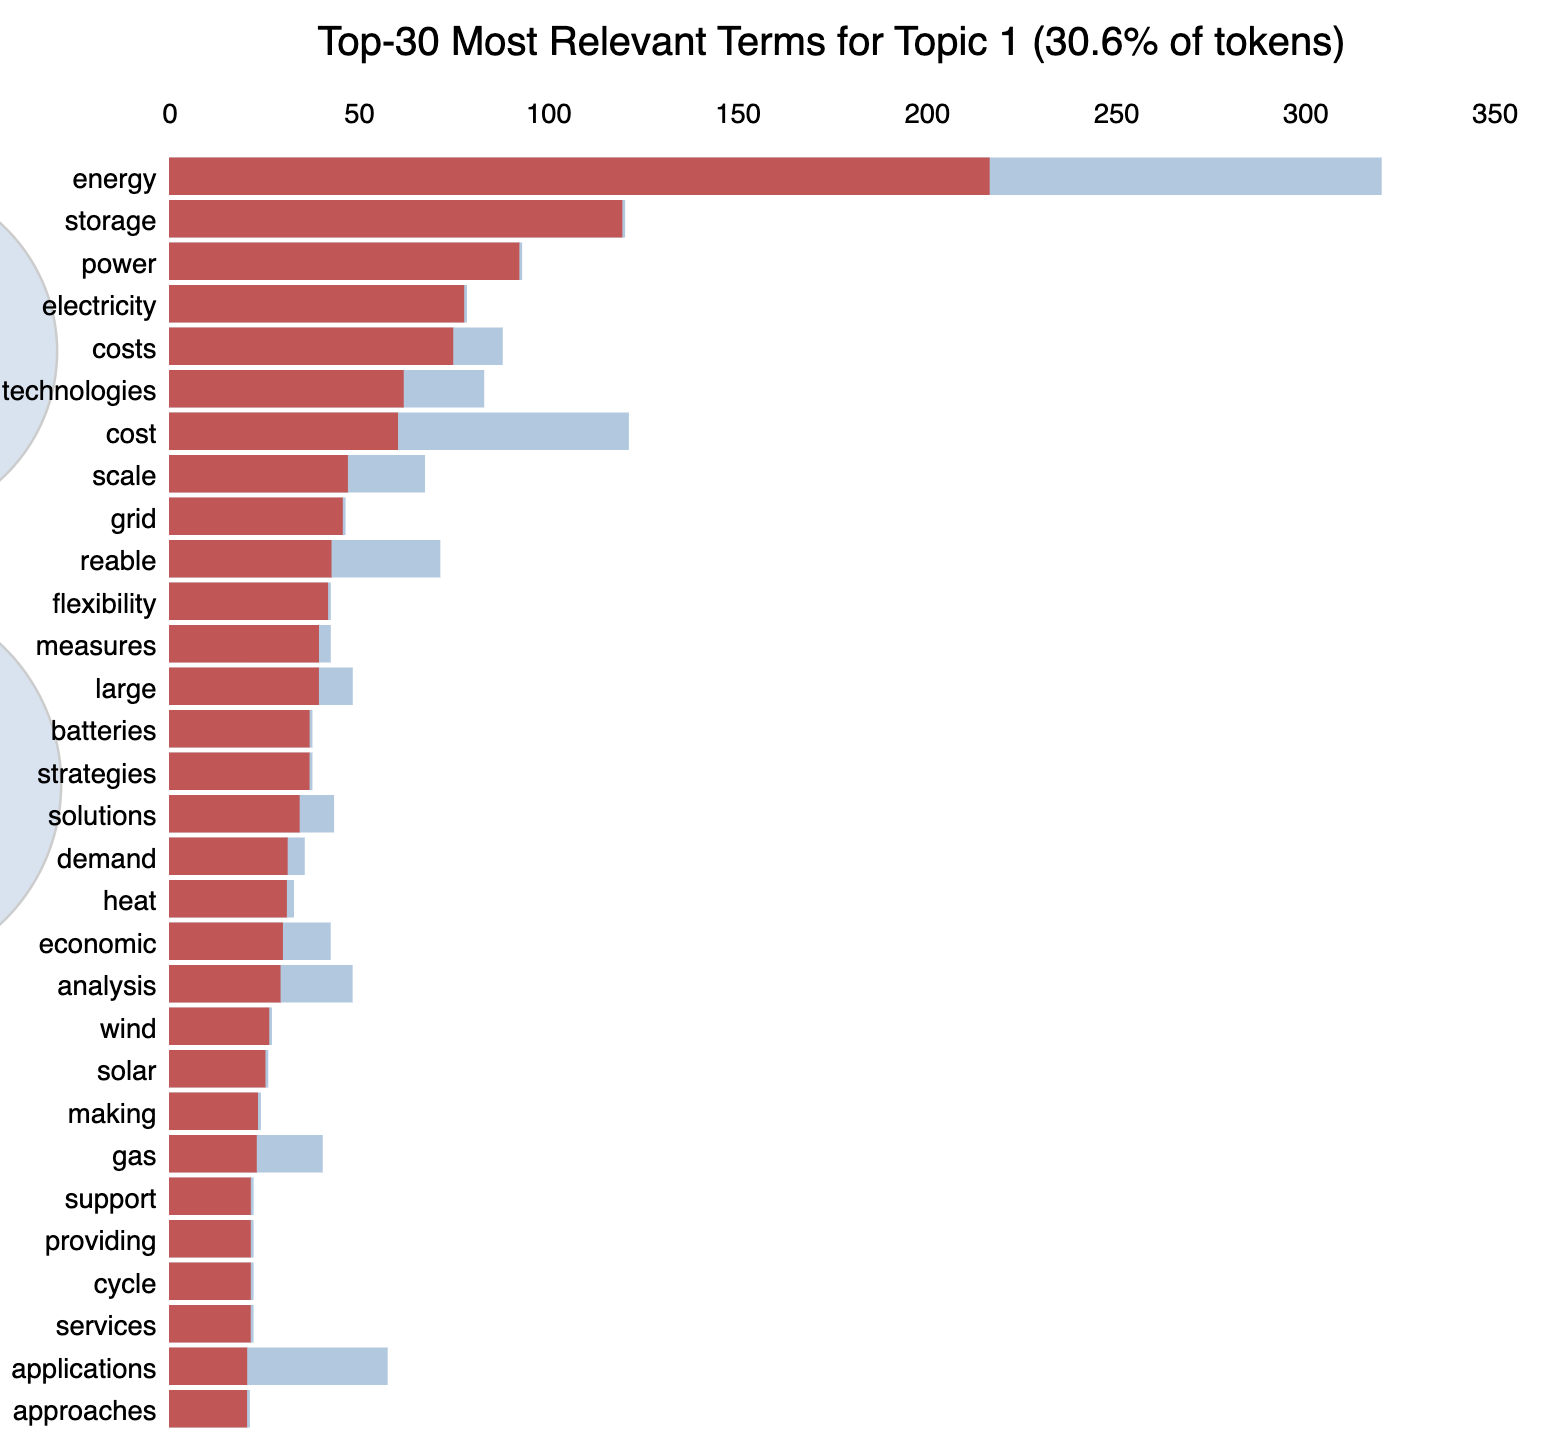 Top-30 Most Relevant Terms for Topic 1 (30.6% of tokens)
0 50 100 150 200 250 300 350
energy
storage
power
electricity
costs
technologies
cost
scale
grid
reable
flexibility
measures
large
batteries
strategies
solutions
demand
heat
economic
analysis
wind
solar
making
gas
support
providing
cycle
services
applications
approaches